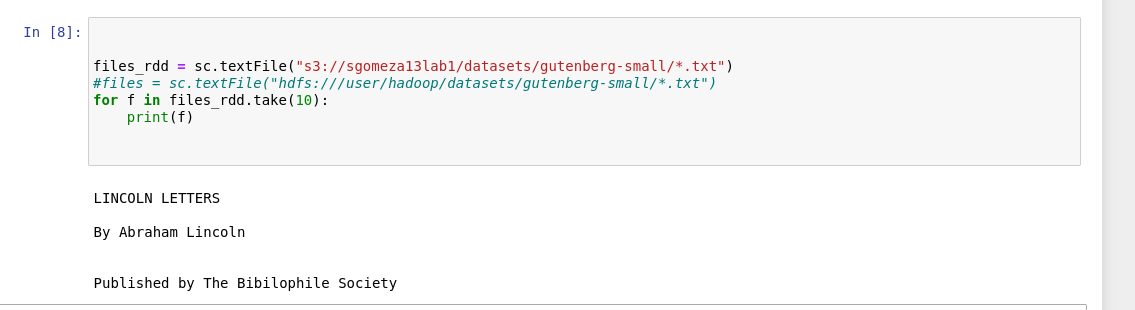 In [8]:
files_rdd = sc.textFile("s3://sgomeza13lab1/datasets/gutenberg-small/*.txt")
#files = sc.textFile("hdfs:///user/hadoop/datasets/gutenberg-small/*.txt")
for f in files_rdd.take(10):
    print(f)
LINCOLN LETTERS
By Abraham Lincoln
Published by The Bibilophile Society